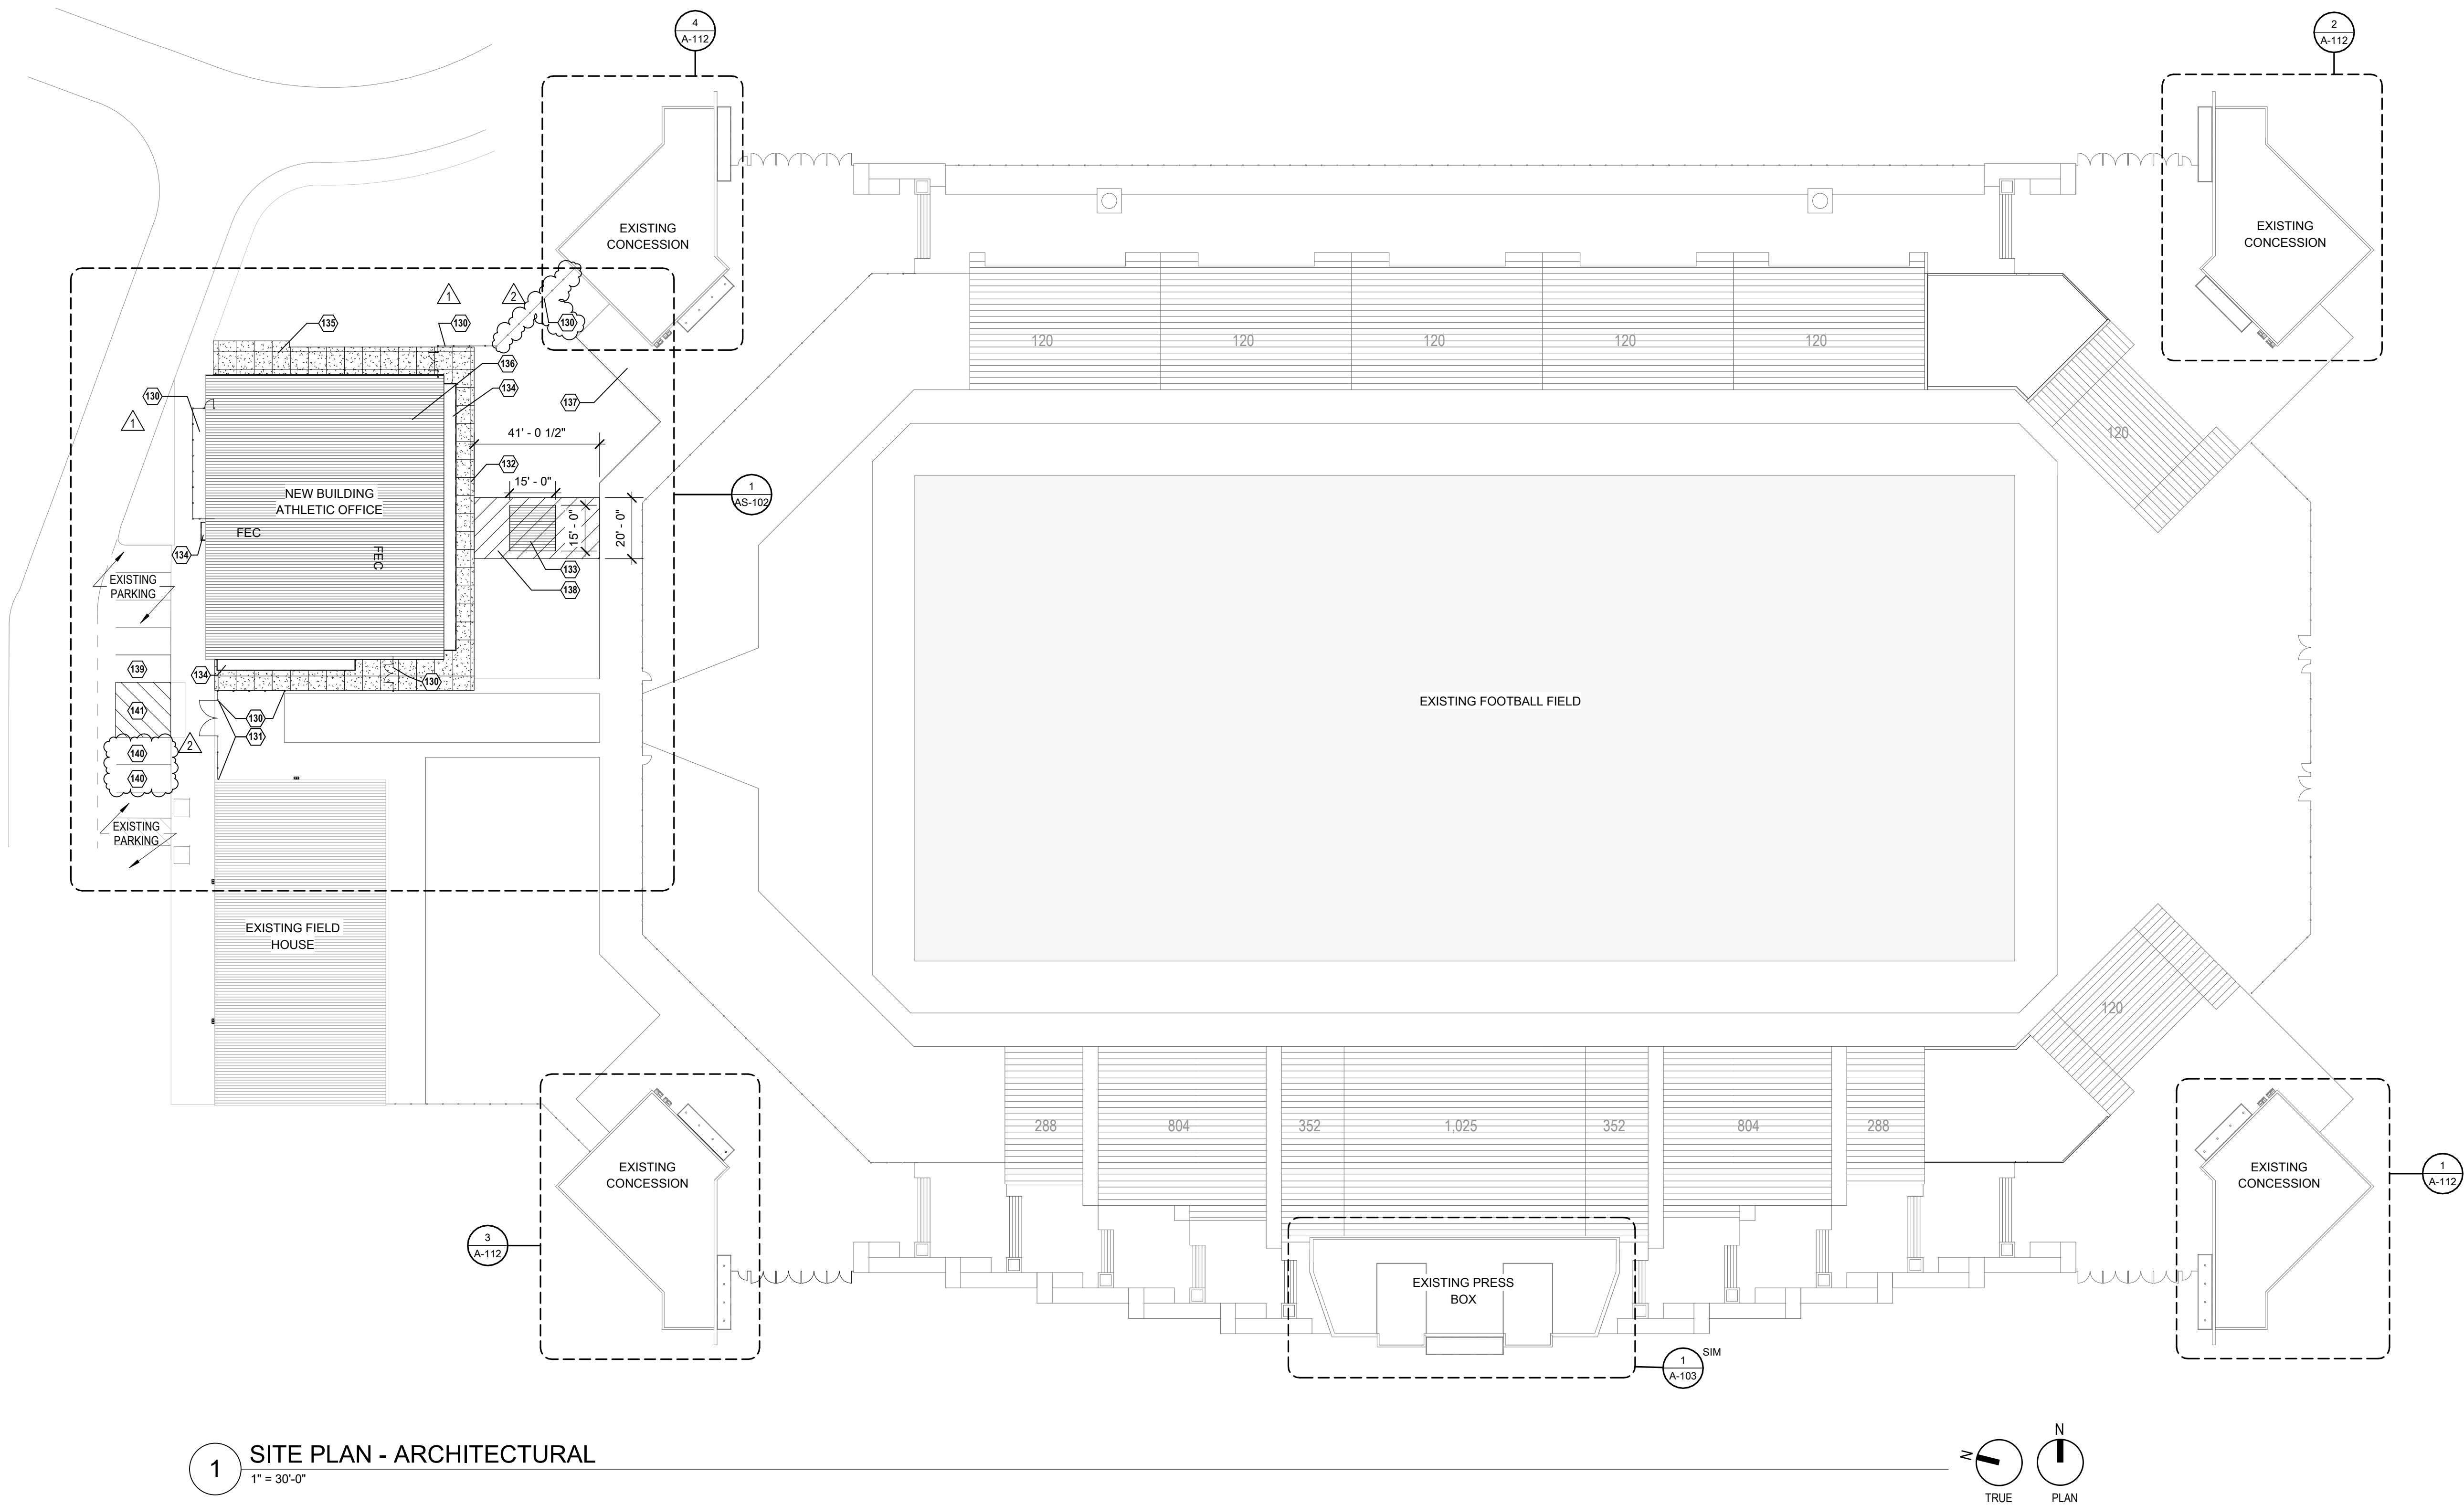 4
A-112
2
A-112
EXISTING
CONCESSION
EXISTING
CONCESSION
1
2
135
130
130
136
134
130
1
137
120
120
120
120
120
120
41' - 0 1/2"
132
15' - 0"
NEW BUILDING
ATHLETIC OFFICE
1
AS-102
FEC
FEC
15' - 0"
20' - 0"
134
133
138
EXISTING
PARKING
139
134
130
141
130
131
2
140
140
EXISTING FOOTBALL FIELD
EXISTING
PARKING
EXISTING FIELD
HOUSE
120
288
804
352
1,025
352
804
288
EXISTING
CONCESSION
EXISTING
CONCESSION
1
A-112
3
A-112
EXISTING PRESS
BOX
1
A-103
SIM
1
SITE PLAN - ARCHITECTURAL
1" = 30'-0"
N
TRUE
N
PLAN